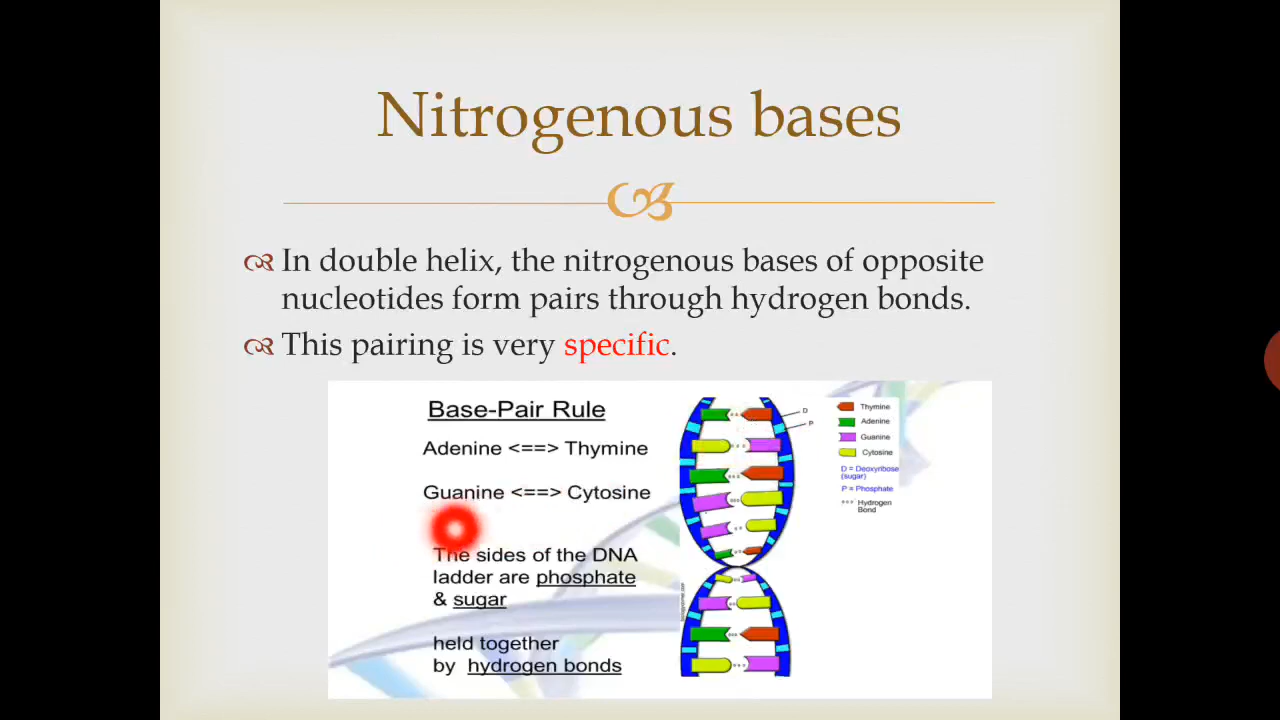 Nitrogenous bases
In double helix, the nitrogenous bases of opposite
nucleotides form pairs through hydrogen bonds.
This pairing is very specific.
Base-Pair Rule
Adenine <==> Thymine
Guanine <==> Cytosine
The sides of the DNA
ladder are phosphate
& sugar
held together
by hydrogen bonds
D
P
Thymine
Adenine
Guanine
Cytosine
D = Deoxyribose
(sugar)
P = Phosphate
°°° Hydrogen
Bond